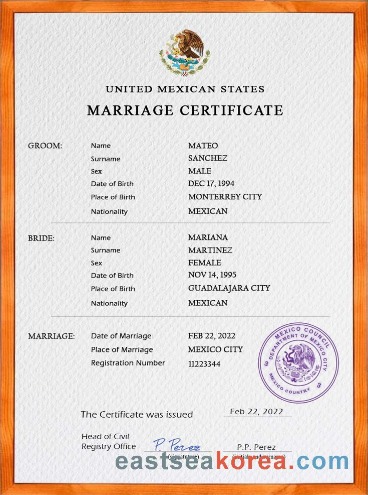 UNITED MEXICAN STATES
MARRIAGE CERTIFICATE
GROOM: Name MATEO
Surname SANCHEZ
Sex MALE
Date of Birth DEC 17, 1994
Place of Birth MONTERREY CITY
Nationality MEXICAN
BRIDE: Name MARIANA
Surname MARTINEZ
Sex FEMALE
Date of Birth NOV 14, 1995
Place of Birth GUADALAJARA CITY
Nationality MEXICAN
MARRIAGE: Date of Marriage FEB 22, 2022
Place of Marriage MEXICO CITY
Registration Number 11223344
MEXICO COUNCIL
DEPARTMENT OF MEXICO CITY
MEXICO COUNTRY
The Certificate was issued Feb 22, 2022
Head of Civil
Registry Office P. Perez P.P. Perez
eastseakorea.com